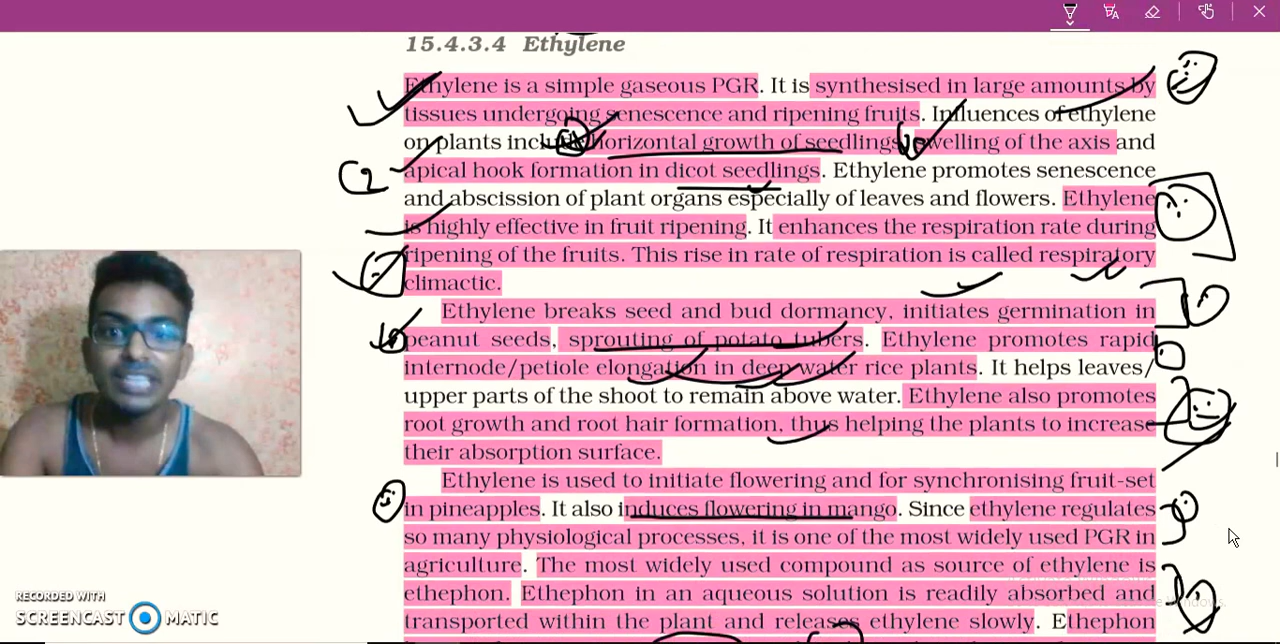 15.4.3.4 Ethylene
Ethylene is a simple gaseous PGR. It is synthesised in large amounts by
tissues undergoing senescence and ripening fruits. Influences of ethylene
on plants include horizontal growth of seedlings, swelling of the axis and
apical hook formation in dicot seedlings. Ethylene promotes senescence
and abscission of plant organs especially of leaves and flowers. Ethylene
is highly effective in fruit ripening. It enhances the respiration rate during
ripening of the fruits. This rise in rate of respiration is called respiratory
climactic.
Ethylene breaks seed and bud dormancy, initiates germination in
peanut seeds, sprouting of potato tubers. Ethylene promotes rapid
internode/petiole elongation in deep water rice plants. It helps leaves/
upper parts of the shoot to remain above water. Ethylene also promotes
root growth and root hair formation, thus helping the plants to increase
their absorption surface.
Ethylene is used to initiate flowering and for synchronising fruit-set
in pineapples. It also induces flowering in mango. Since ethylene regulates
so many physiological processes, it is one of the most widely used PGR in
agriculture. The most widely used compound as source of ethylene is
ethephon. Ethephon in an aqueous solution is readily absorbed and
transported within the plant and releases ethylene slowly. Ethephon
RECORDED WITH
SCREENCAST MATIC